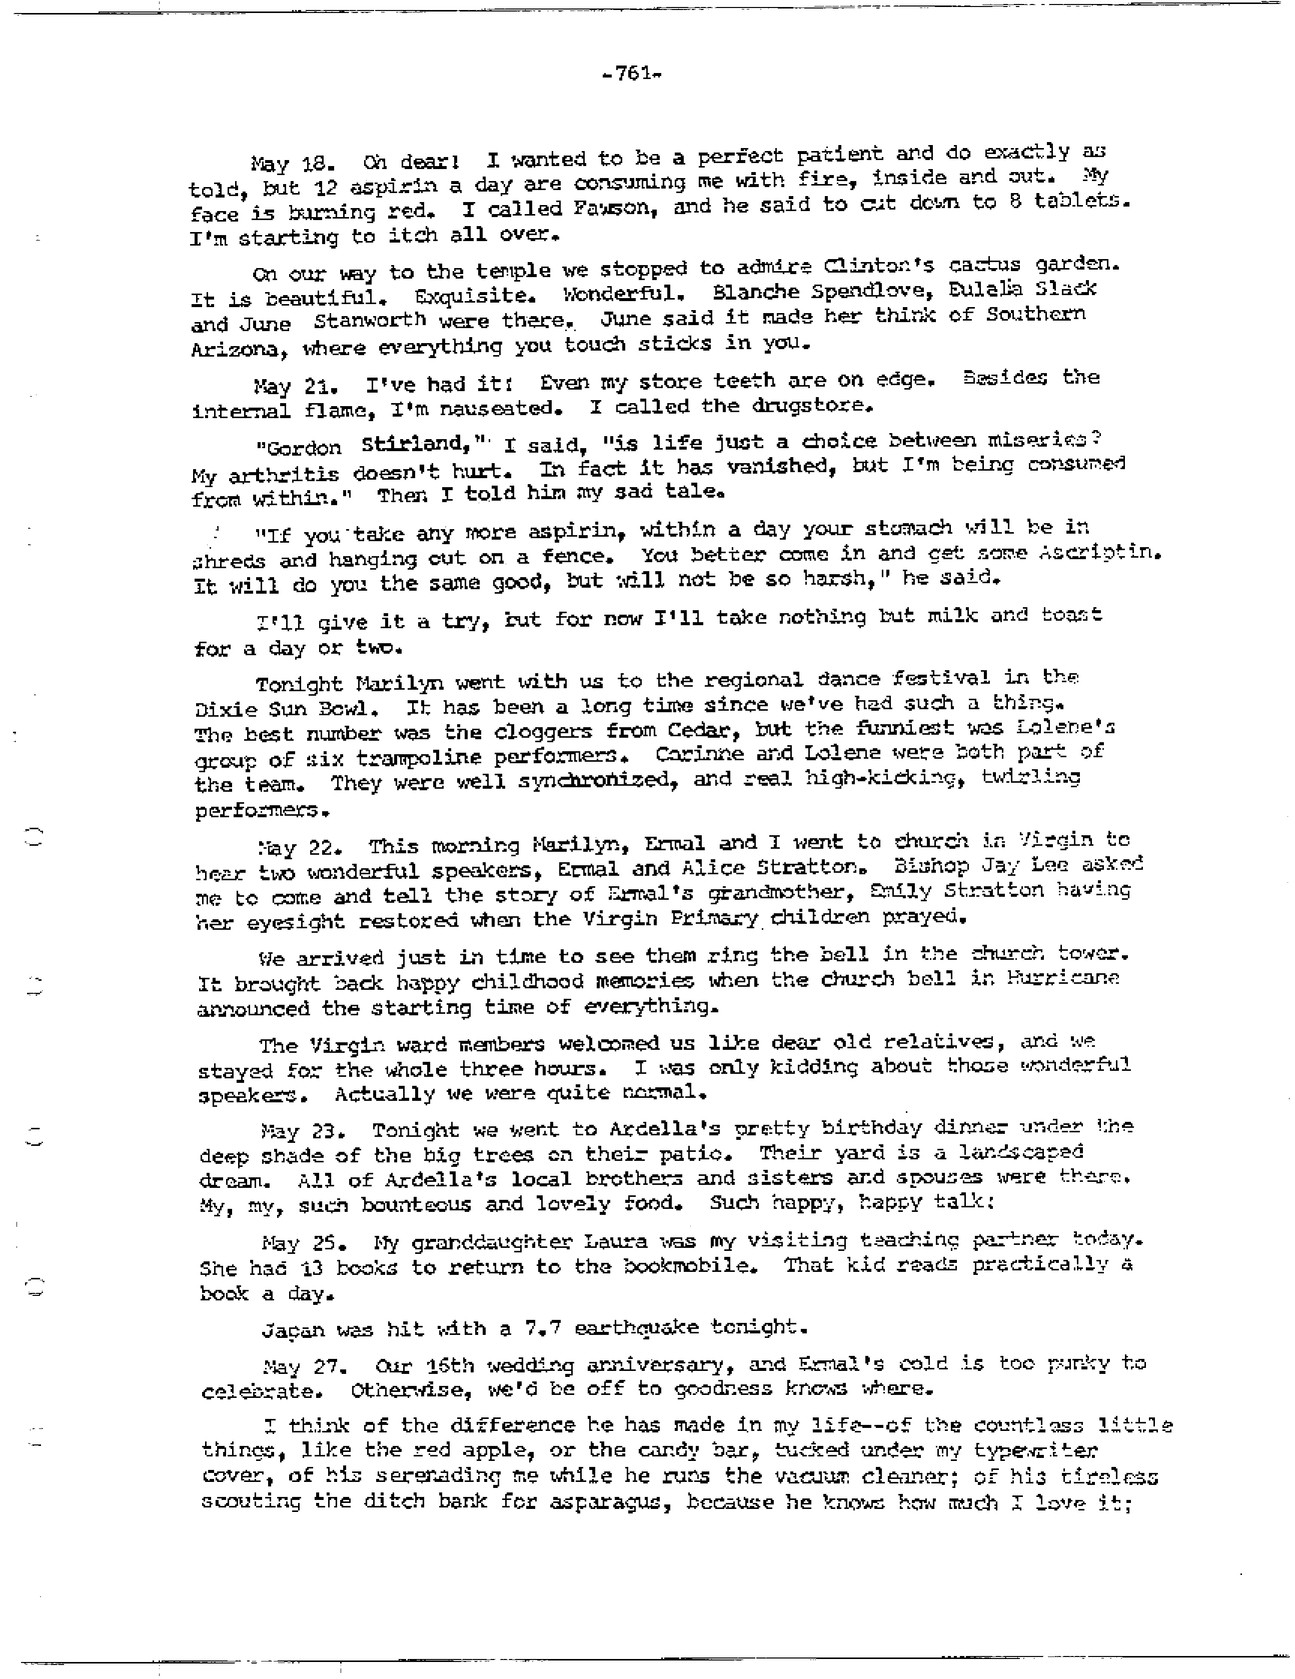 -761-
May 18. Oh dear! I wanted to be a perfect patient and do exactly as
told, but 12 aspirin a day are consuming me with fire, inside and out. My
face is burning red. I called Fawson, and he said to cut down to 8 tablets.
I'm starting to itch all over.
On our way to the temple we stopped to admire Clinton's cactus garden.
It is beautiful. Exquisite. Wonderful. Blanche Spendlove, Eulalia Slack
and June Stanworth were there. June said it made her think of Southern
Arizona, where everything you touch sticks in you.
May 21. I've had it! Even my store teeth are on edge. Besides the
internal flame, I'm nauseated. I called the drugstore.
"Gordon Stirland," I said, "is life just a choice between miseries?
My arthritis doesn't hurt. In fact it has vanished, but I'm being consumed
from within." Then I told him my sad tale.
"If you take any more aspirin, within a day your stomach will be in
shreds and hanging out on a fence. You better come in and get some Ascriptin.
It will do you the same good, but will not be so harsh," he said.
I'll give it a try, but for now I'll take nothing but milk and toast
for a day or two.
Tonight Marilyn went with us to the regional dance festival in the
Dixie Sun Bowl. It has been a long time since we've had such a thing.
The best number was the cloggers from Cedar, but the funniest was Lolene's
group of six trampoline performers. Corinne and Lolene were both part of
the team. They were well synchronized, and real high-kicking, twirling
performers.
May 22. This morning Marilyn, Ermal and I went to church in Virgin to
hear two wonderful speakers, Ermal and Alice Stratton. Bishop Jay Lee asked
me to come and tell the story of Ermal's grandmother, Emily Stratton having
her eyesight restored when the Virgin Primary children prayed.
We arrived just in time to see them ring the bell in the church tower.
It brought back happy childhood memories when the church bell in Hurricane
announced the starting time of everything.
The Virgin ward members welcomed us like dear old relatives, and we
stayed for the whole three hours. I was only kidding about those wonderful
speakers. Actually we were quite normal.
May 23. Tonight we went to Ardella's pretty birthday dinner under the
deep shade of the big trees on their patio. Their yard is a landscaped
dream. All of Ardella's local brothers and sisters and spouses were there.
My, my, such bounteous and lovely food. Such happy, happy talk!
May 25. My granddaughter Laura was my visiting teaching partner today.
She had 13 books to return to the bookmobile. That kid reads practically a
book a day.
Japan was hit with a 7.7 earthquake tonight.
May 27. Our 16th wedding anniversary, and Ermal's cold is too punky to
celebrate. Otherwise, we'd be off to goodness knows where.
I think of the difference he has made in my life--of the countless little
things, like the red apple, or the candy bar, tucked under my typewriter
cover, of his serenading me while he runs the vacuum cleaner; of his tireless
scouting the ditch bank for asparagus, because he knows how much I love it;